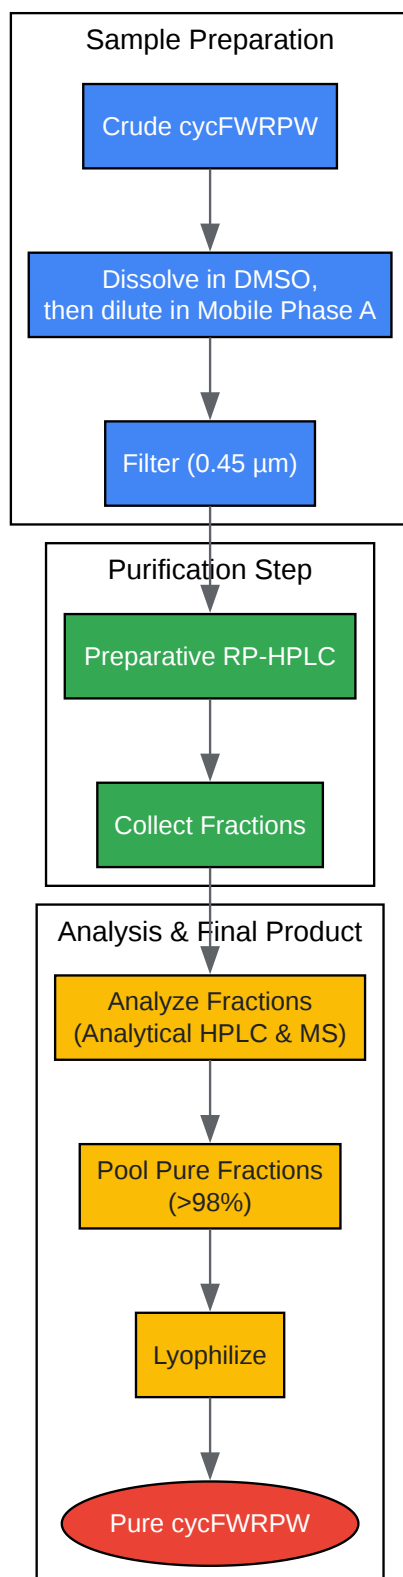 Sample Preparation
Crude cycFWRPW
Dissolve in DMSO,
then dilute in Mobile Phase A
Filter (0.45 µm)
Purification Step
Preparative RP-HPLC
Collect Fractions
Analysis & Final Product
Analyze Fractions
(Analytical HPLC & MS)
Pool Pure Fractions
(>98%)
Lyophilize
Pure cycFWRPW